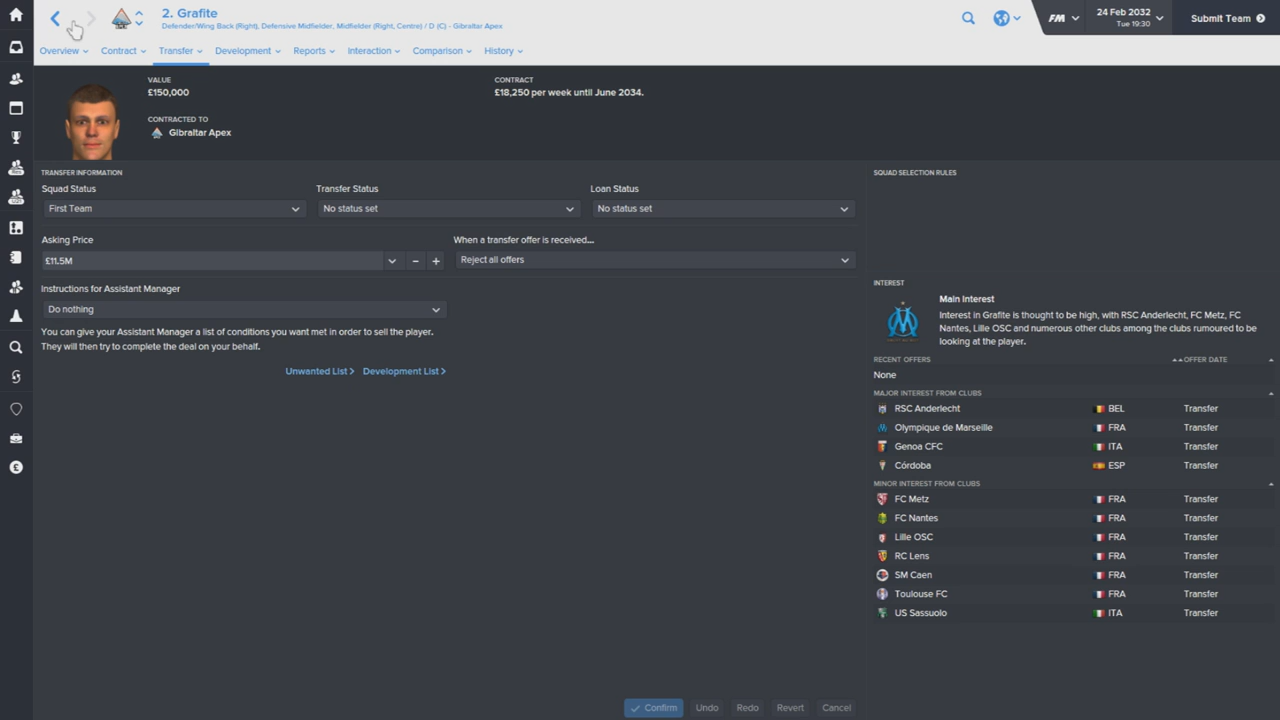 2. Grafite
Defender/Wing Back (Right), Defensive Midfielder, Midfielder (Right, Centre) / D (C) - Gibraltar Apex
FM
24 Feb 2032
Tue 19:30
Submit Team
Overview
Contract
Transfer
Development
Reports
Interaction
Comparison
History
VALUE
£150,000
CONTRACT
£18,250 per week until June 2034.
CONTRACTED TO
Gibraltar Apex
TRANSFER INFORMATION
Squad Status
Transfer Status
Loan Status
First Team
No status set
No status set
Asking Price
When a transfer offer is received...
£11.5M
Reject all offers
Instructions for Assistant Manager
Do nothing
You can give your Assistant Manager a list of conditions you want met in order to sell the player.
They will then try to complete the deal on your behalf.
Unwanted List >
Development List >
SQUAD SELECTION RULES
INTEREST
Main Interest
Interest in Grafite is thought to be high, with RSC Anderlecht, FC Metz, FC
Nantes, Lille OSC and numerous other clubs among the clubs rumoured to be
looking at the player.
RECENT OFFERS
OFFER DATE
None
MAJOR INTEREST FROM CLUBS
RSC Anderlecht BEL Transfer
Olympique de Marseille FRA Transfer
Genoa CFC ITA Transfer
Córdoba ESP Transfer
MINOR INTEREST FROM CLUBS
FC Metz FRA Transfer
FC Nantes FRA Transfer
Lille OSC FRA Transfer
RC Lens FRA Transfer
SM Caen FRA Transfer
Toulouse FC FRA Transfer
US Sassuolo ITA Transfer
Confirm
Undo
Redo
Revert
Cancel